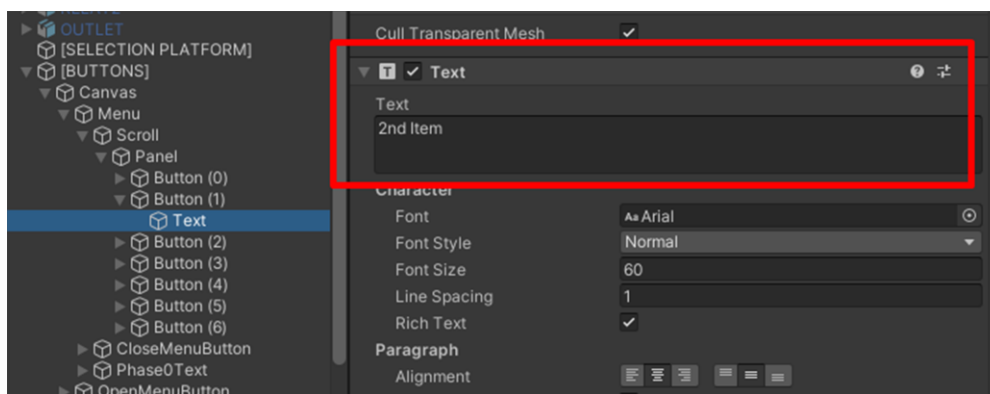 OUTLET
[SELECTION PLATFORM]
[BUTTONS]
Canvas
Menu
Scroll
Panel
Button (0)
Button (1)
Text
Button (2)
Button (3)
Button (4)
Button (5)
Button (6)
CloseMenuButton
Phase0Text
OpenMenuButton
Cull Transparent Mesh
Text
Text
2nd Item
Character
Font
Aa Arial
Font Style
Normal
Font Size
60
Line Spacing
1
Rich Text
Paragraph
Alignment